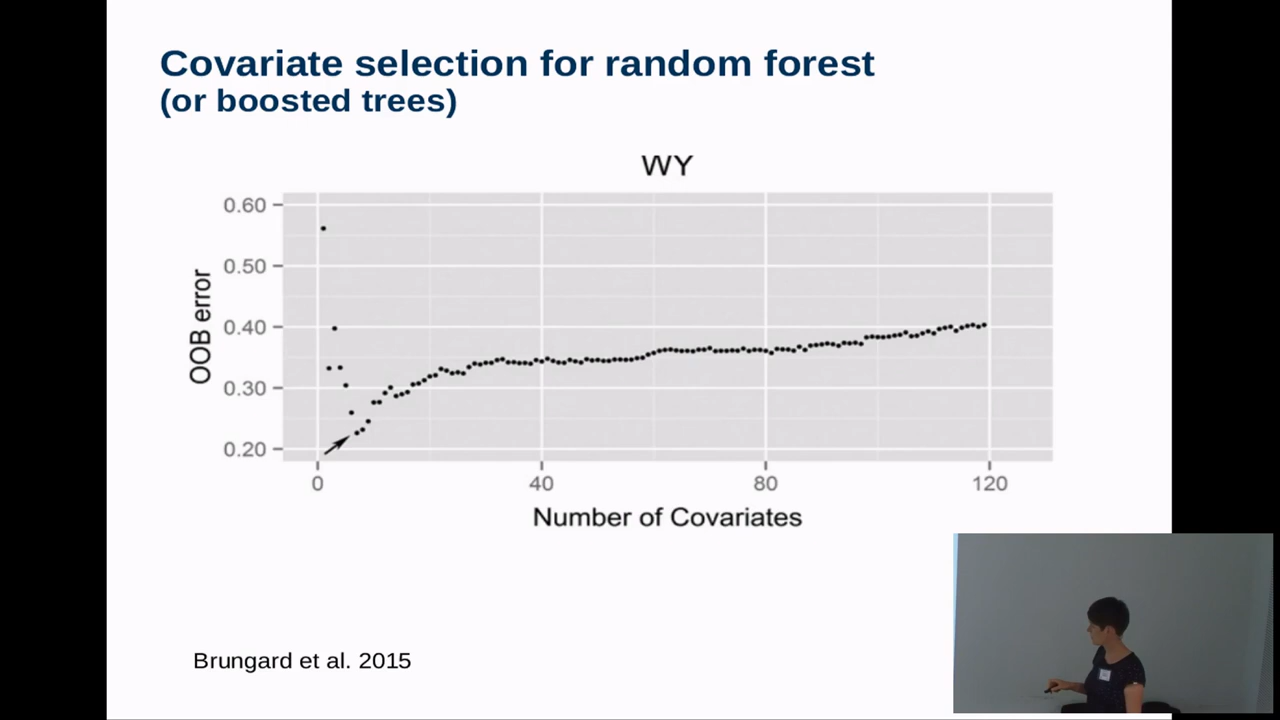 Covariate selection for random forest
(or boosted trees)
WY
0.60
0.50
0.40
0.30
0.20
OOB error
0
40
80
120
Number of Covariates
Brungard et al. 2015